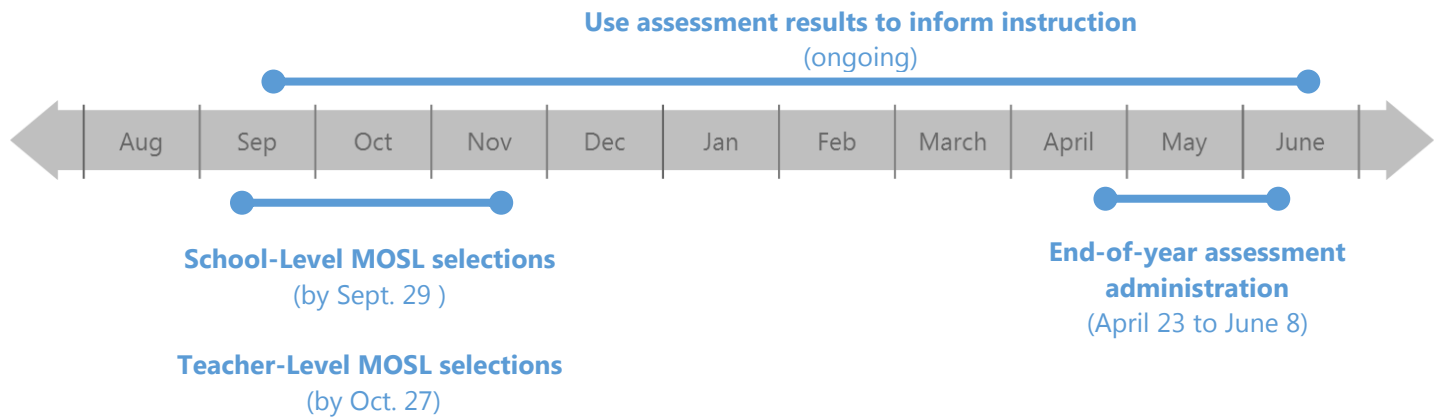 Use assessment results to inform instruction
(ongoing)
Aug Sep Oct Nov Dec Jan Feb March April May June
School-Level MOSL selections
(by Sept. 29 )
Teacher-Level MOSL selections
(by Oct. 27)
End-of-year assessment
administration
(April 23 to June 8)